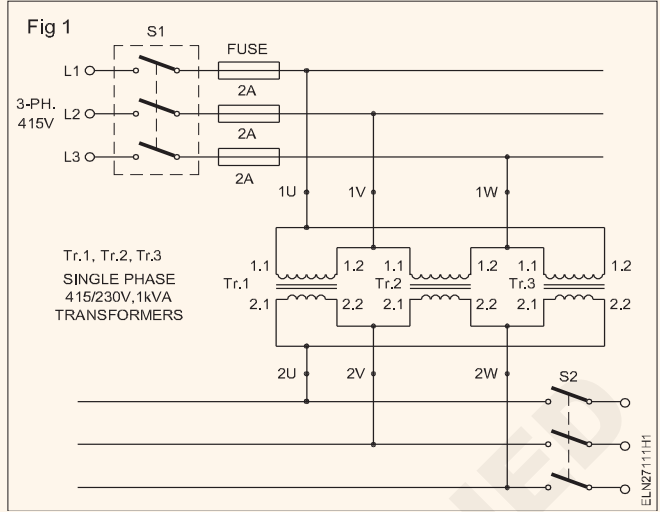 Fig 1
S1
FUSE
L1
2A
3-PH.
415V
L2
2A
L3
2A
1U 1V 1W
Tr.1, Tr.2, Tr.3
SINGLE PHASE
415/230V,1kVA
TRANSFORMERS
1.1 1.2 1.1 1.2 1.1 1.2
Tr.1 Tr.2 Tr.3
2.1 2.2 2.1 2.2 2.1 2.2
2U 2V 2W
S2
ELN27111H1